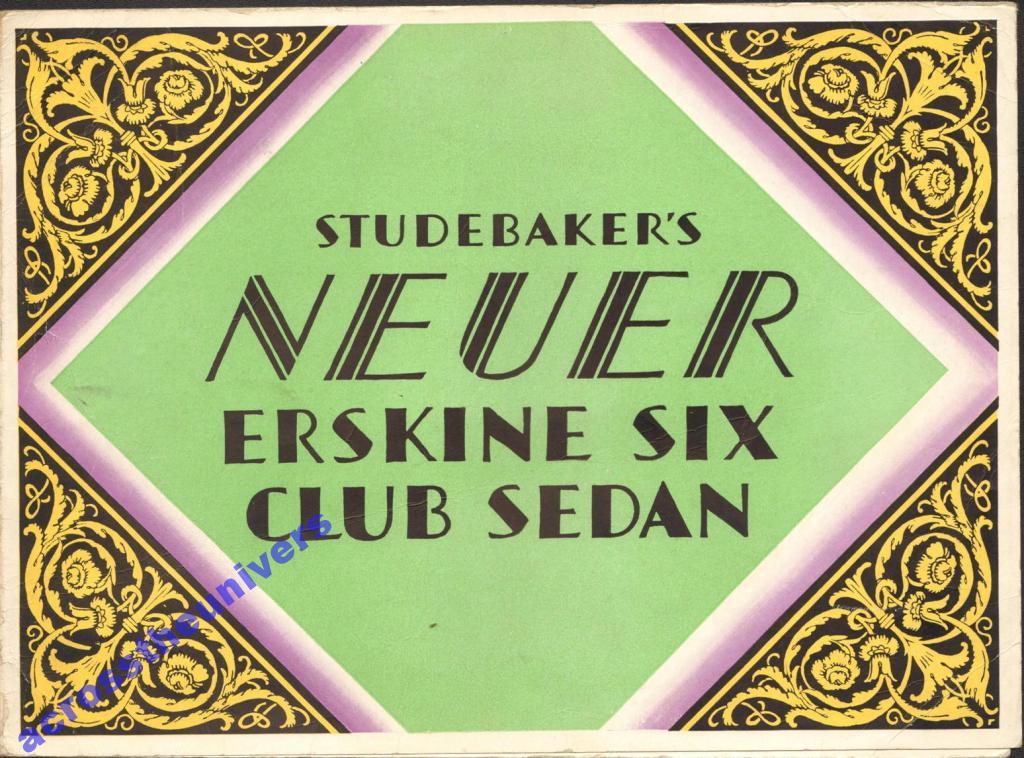 STUDEBAKER'S
NEUER
ERSKINE SIX
CLUB SEDAN
acrosstheunivers